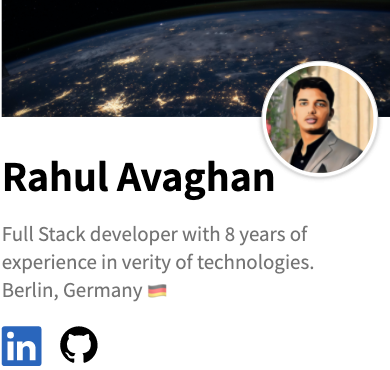 Rahul Avaghan
Full Stack developer with 8 years of
experience in verity of technologies.
Berlin, Germany 🇩🇪
in